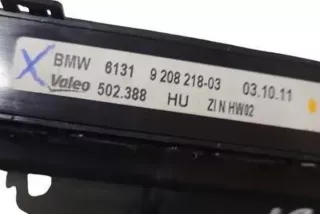 BMW 6131 9 208 218-03 03.10.11
Valeo 502.388 HU ZI N HW02